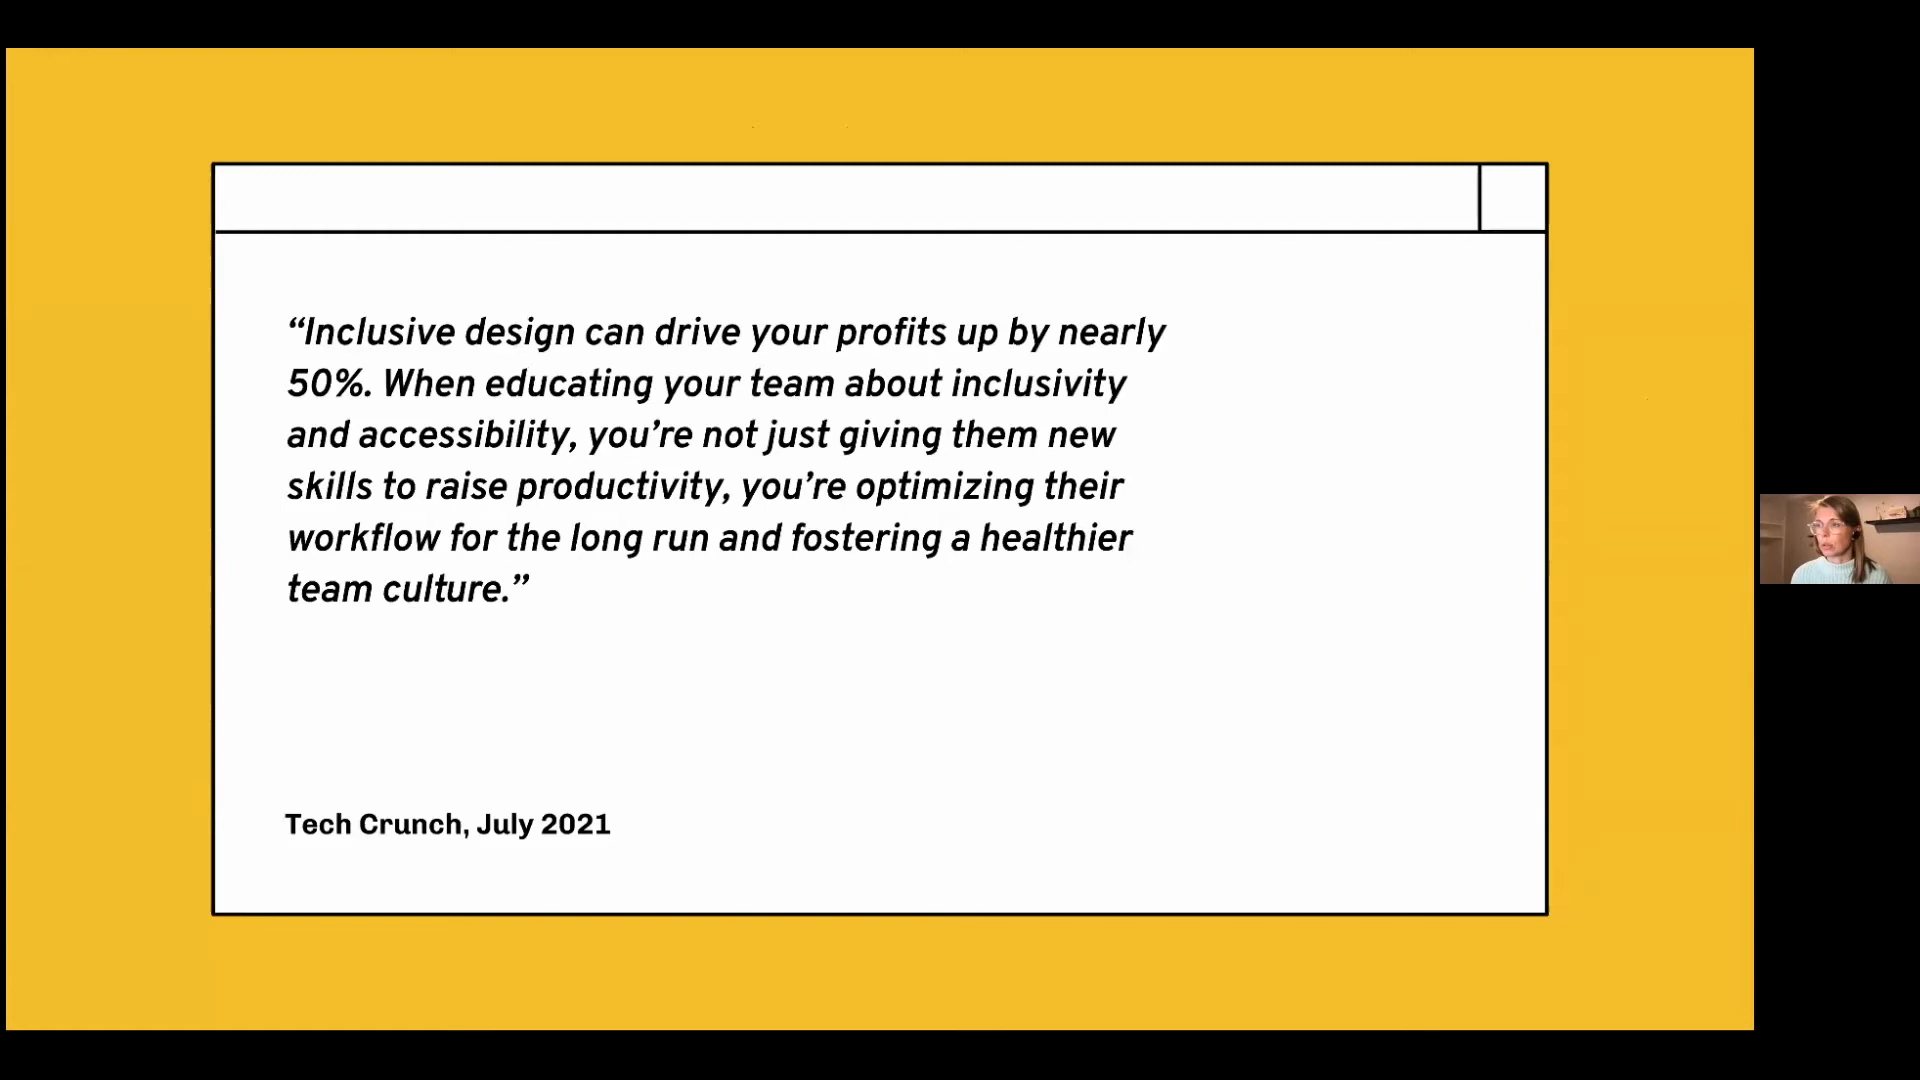 “Inclusive design can drive your profits up by nearly
50%. When educating your team about inclusivity
and accessibility, you’re not just giving them new
skills to raise productivity, you’re optimizing their
workflow for the long run and fostering a healthier
team culture.”
Tech Crunch, July 2021